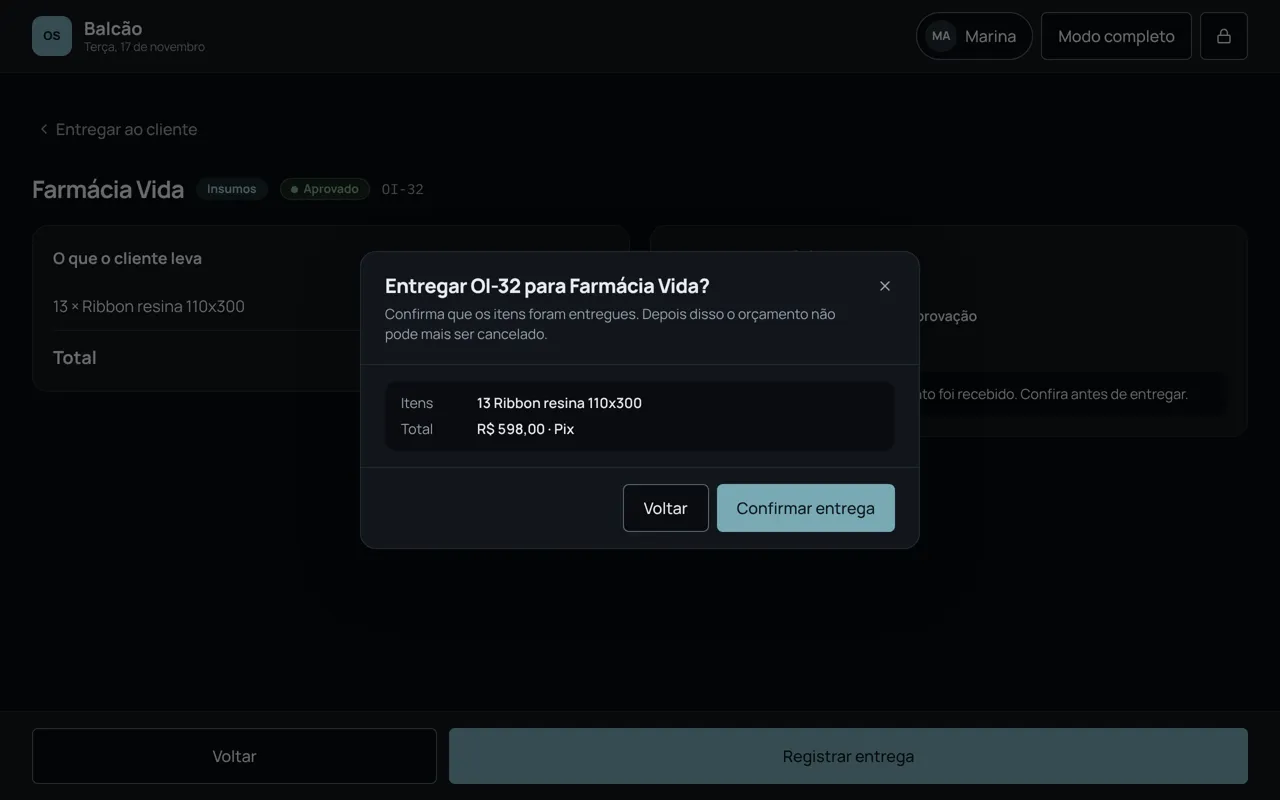 OS
Balcão
Terça, 17 de novembro
MA
Marina
Modo completo
Entregar ao cliente
Farmácia Vida
Insumos
Aprovado
OI-32
O que o cliente leva
13 × Ribbon resina 110x300
Total
foi recebido. Confira antes de entregar.
Entregar OI-32 para Farmácia Vida?
Confirma que os itens foram entregues. Depois disso o orçamento não
pode mais ser cancelado.
Itens
13 Ribbon resina 110x300
Total
R$ 598,00 · Pix
Voltar
Confirmar entrega
Voltar
Registrar entrega